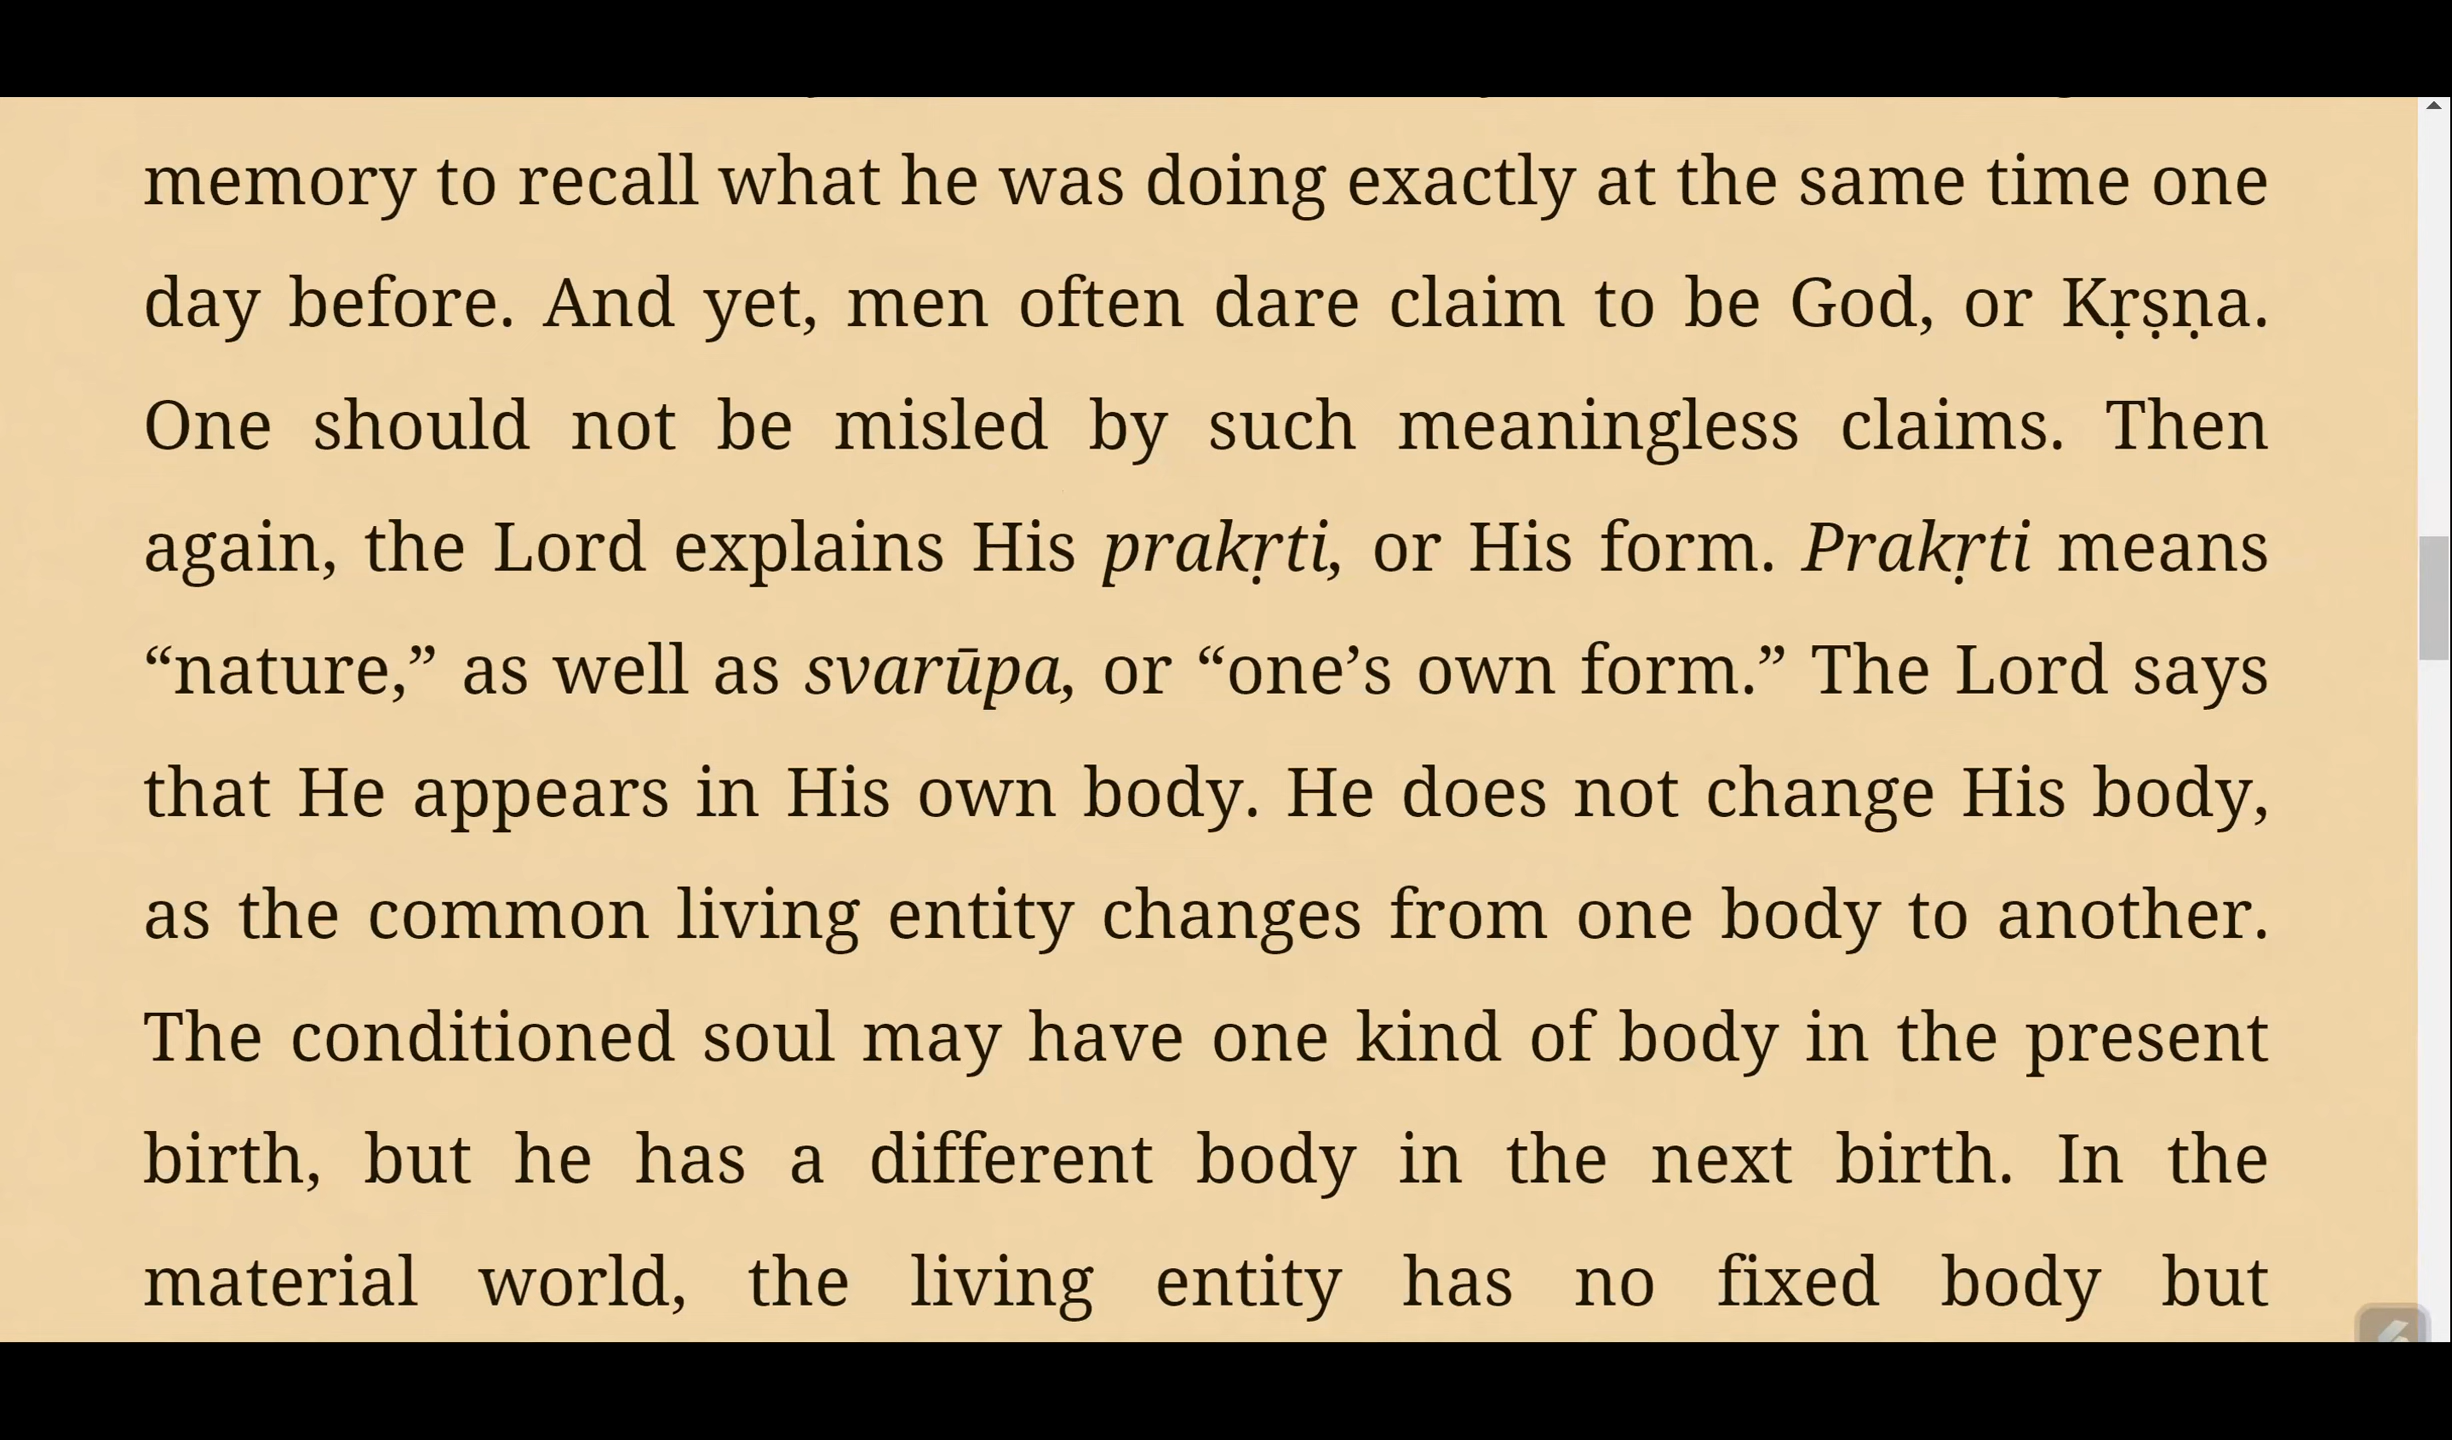 memory to recall what he was doing exactly at the same time one
day before. And yet, men often dare claim to be God, or Kṛṣṇa.
One should not be misled by such meaningless claims. Then
again, the Lord explains His prakṛti, or His form. Prakṛti means
“nature,” as well as svarūpa, or “one’s own form.” The Lord says
that He appears in His own body. He does not change His body,
as the common living entity changes from one body to another.
The conditioned soul may have one kind of body in the present
birth, but he has a different body in the next birth. In the
material world, the living entity has no fixed body but